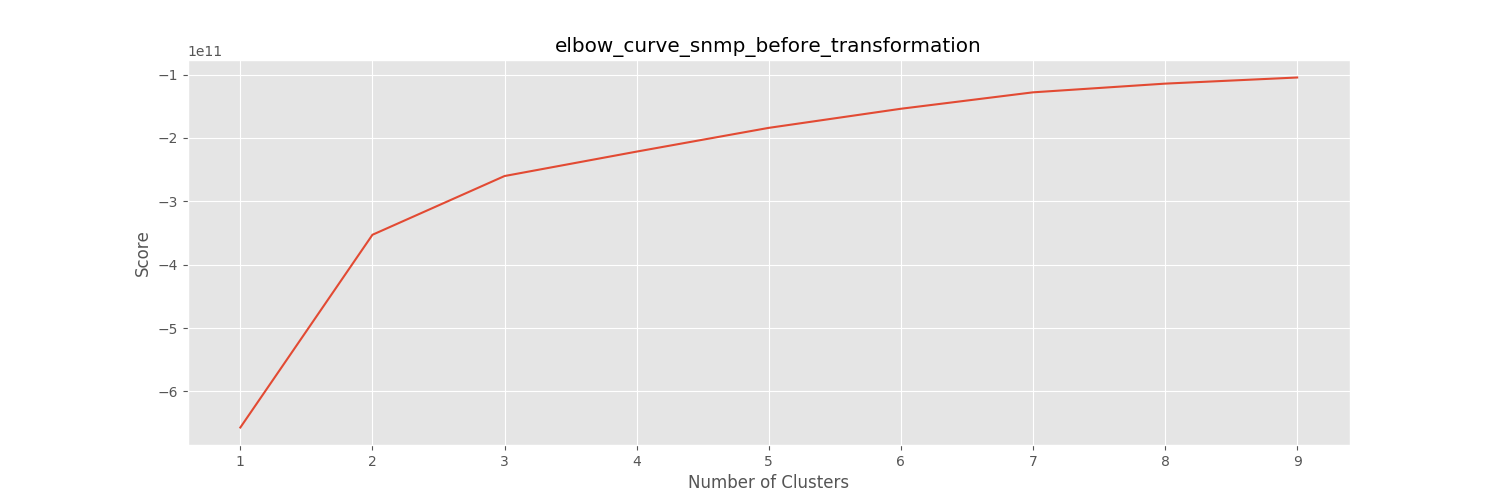 elbow_curve_snmp_before_transformation
1e11
−1
−2
−3
−4
−5
−6
Score
1 2 3 4 5 6 7 8 9
Number of Clusters